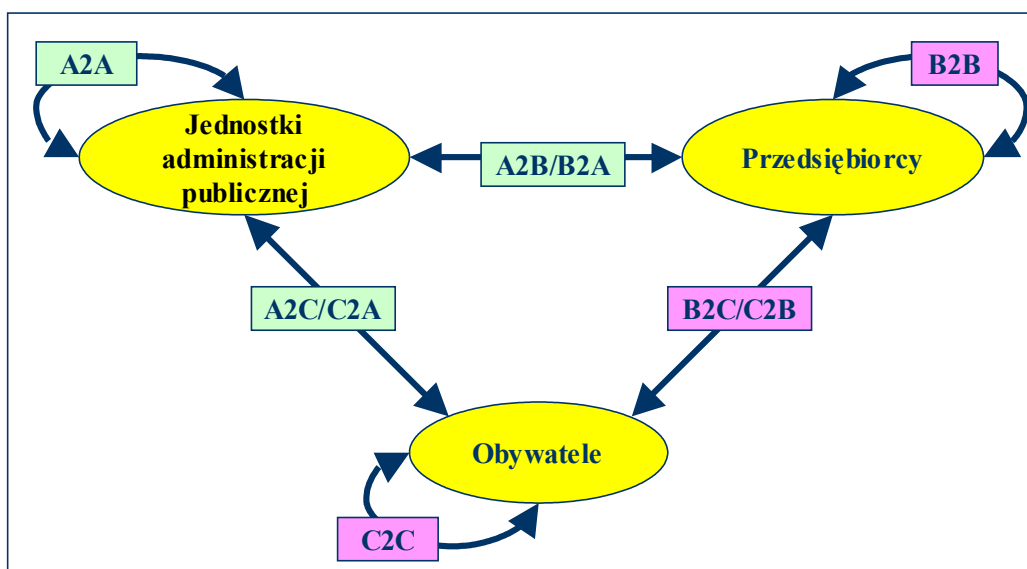 A2A
B2B
Jednostki
administracji
publicznej
A2B/B2A
Przedsiębiorcy
A2C/C2A
B2C/C2B
Obywatele
C2C